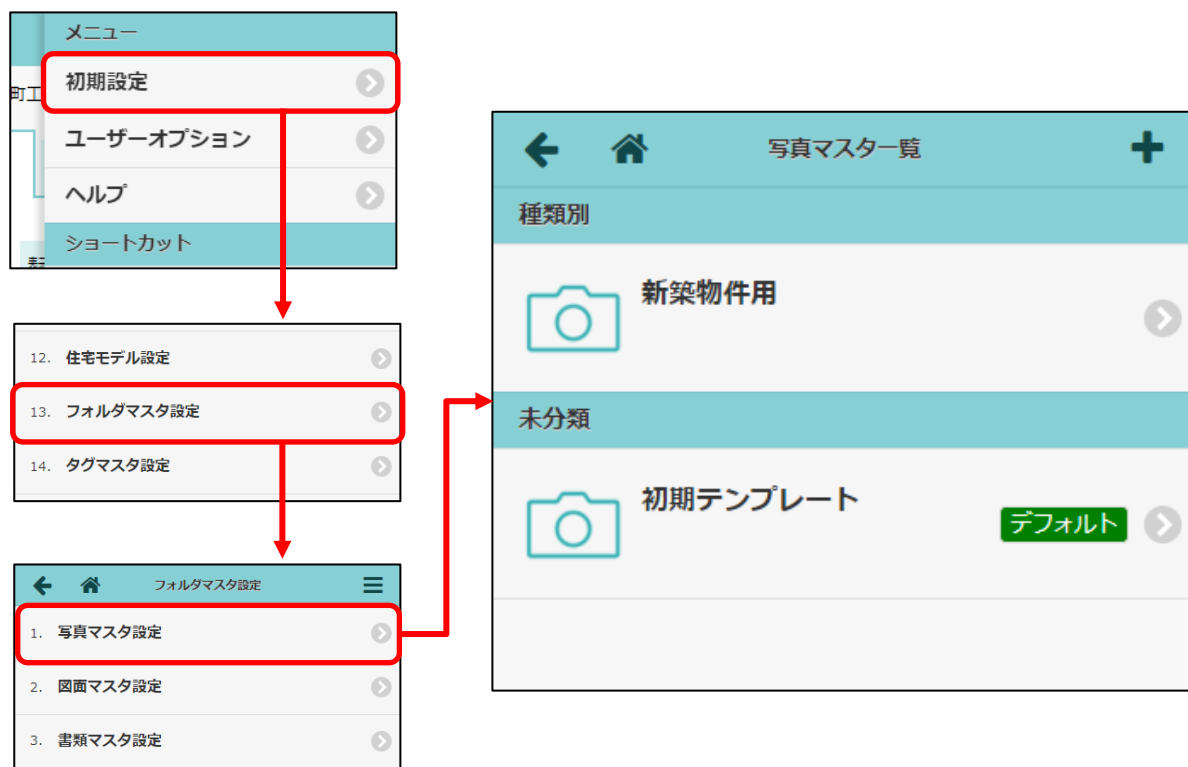 メニュー
初期設定
町工
ユーザーオプション
ヘルプ
ショートカット
12. 住宅モデル設定
13. フォルダマスタ設定
14. タグマスタ設定
フォルダマスタ設定
1. 写真マスタ設定
2. 図面マスタ設定
3. 書類マスタ設定
写真マスター覧
種類別
新築物件用
未分類
初期テンプレート
デフォルト